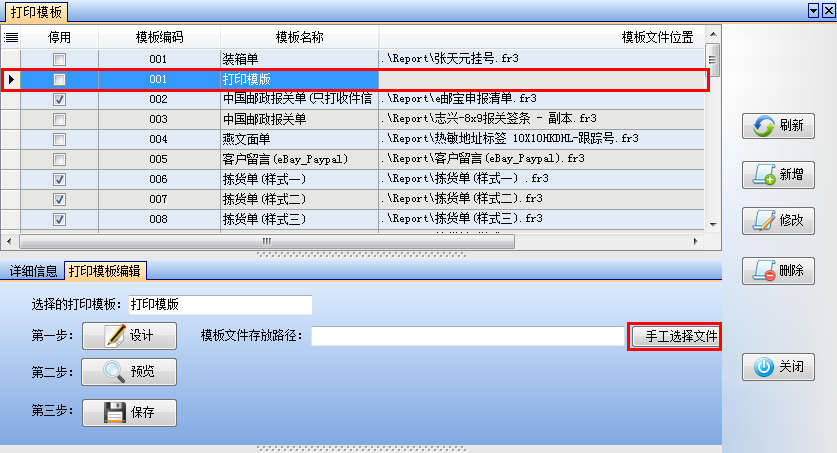 打印模板
停用 模板编码 模板名称 模板文件位置
001 装箱单 .\Report\张天元挂号.fr3
001 打印模版
002 中国邮政报关单(只打收件信 .\Report\e邮宝申报清单.fr3
003 中国邮政报关单 .\Report\志兴-8x9报关签条 - 副本.fr3
004 燕文面单 .\Report\热敏地址标签 10X10HKDHL-跟踪号.fr3
005 客户留言(eBay_Paypal) .\Report\客户留言(eBay_Paypal).fr3
006 拣货单(样式一) .\Report\拣货单(样式一) .fr3
007 拣货单(样式二) .\Report\拣货单(样式二).fr3
008 拣货单(样式三) .\Report\拣货单(样式三).fr3
刷新
新增
修改
删除
关闭
详细信息 打印模板编辑
选择的打印模板: 打印模版
第一步: 设计 模板文件存放路径: 手工选择文件
第二步: 预览
第三步: 保存